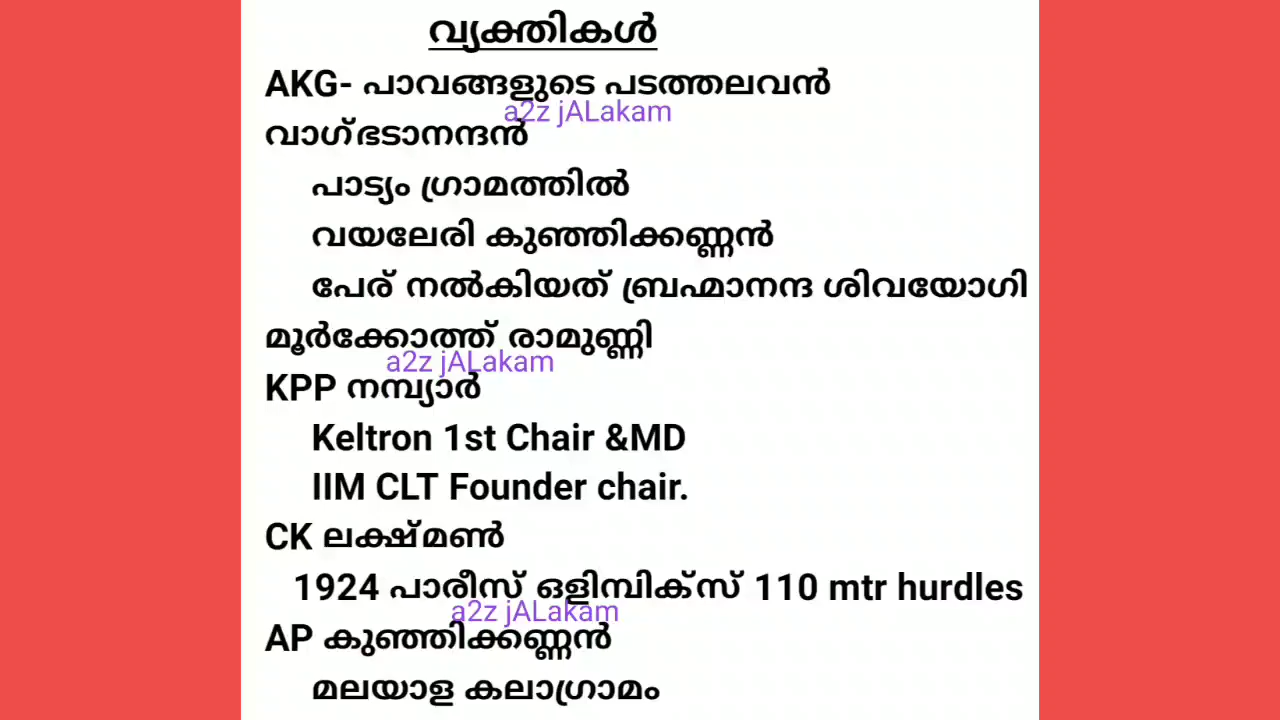 വ്യക്തികൾ
AKG- പാവങ്ങളുടെ പടത്തലവൻ
a2z jALakam
വാഗ്ഭടാനന്ദൻ
പാട്യം ഗ്രാമത്തിൽ
വയലേരി കുഞ്ഞിക്കണ്ണൻ
പേര് നൽകിയത് ബ്രഹ്മാനന്ദ ശിവയോഗി
മൂർക്കോത്ത് രാമുണ്ണി
a2z jALakam
KPP നമ്പ്യാർ
Keltron 1st Chair &MD
IIM CLT Founder chair.
CK ലക്ഷ്മൺ
1924 പാരീസ് ഒളിമ്പിക്സ് 110 mtr hurdles
a2z jALakam
AP കുഞ്ഞിക്കണ്ണൻ
മലയാള കലാഗ്രാമം